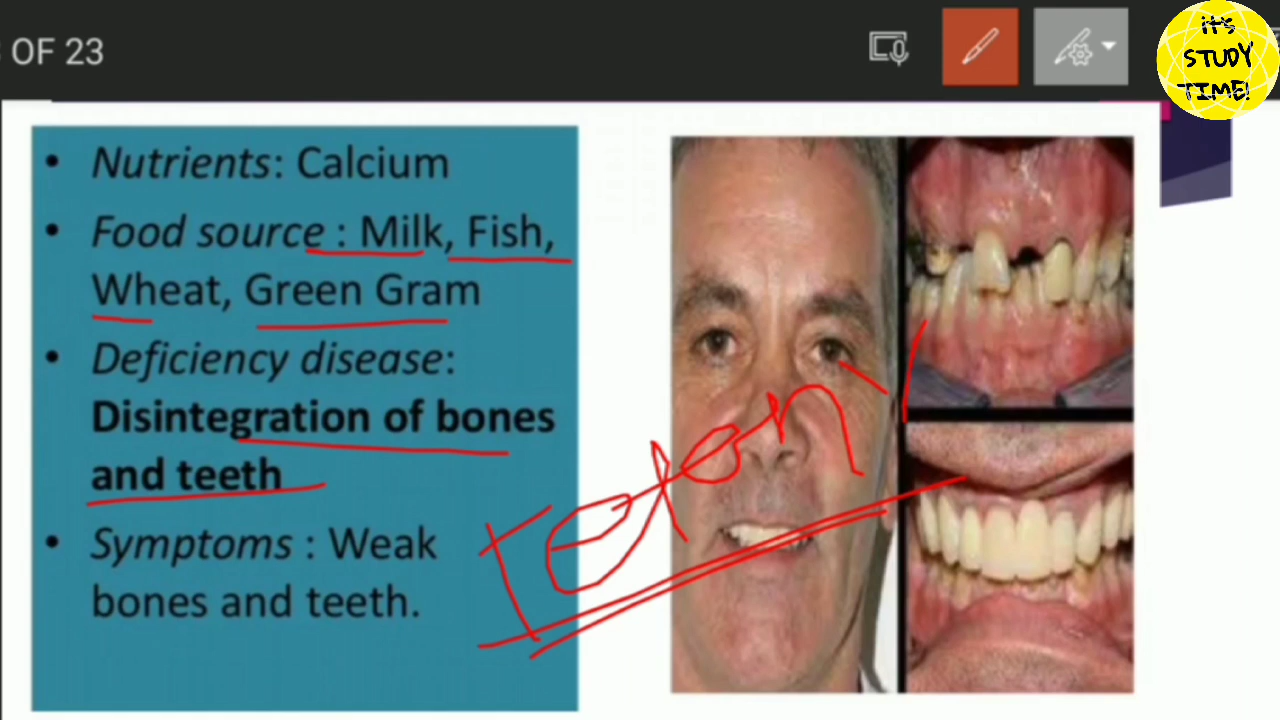 OF 23
iTS
STUDY
TIME!
• Nutrients: Calcium
• Food source : Milk, Fish,
Wheat, Green Gram
• Deficiency disease:
Disintegration of bones
and teeth
• Symptoms : Weak
bones and teeth.